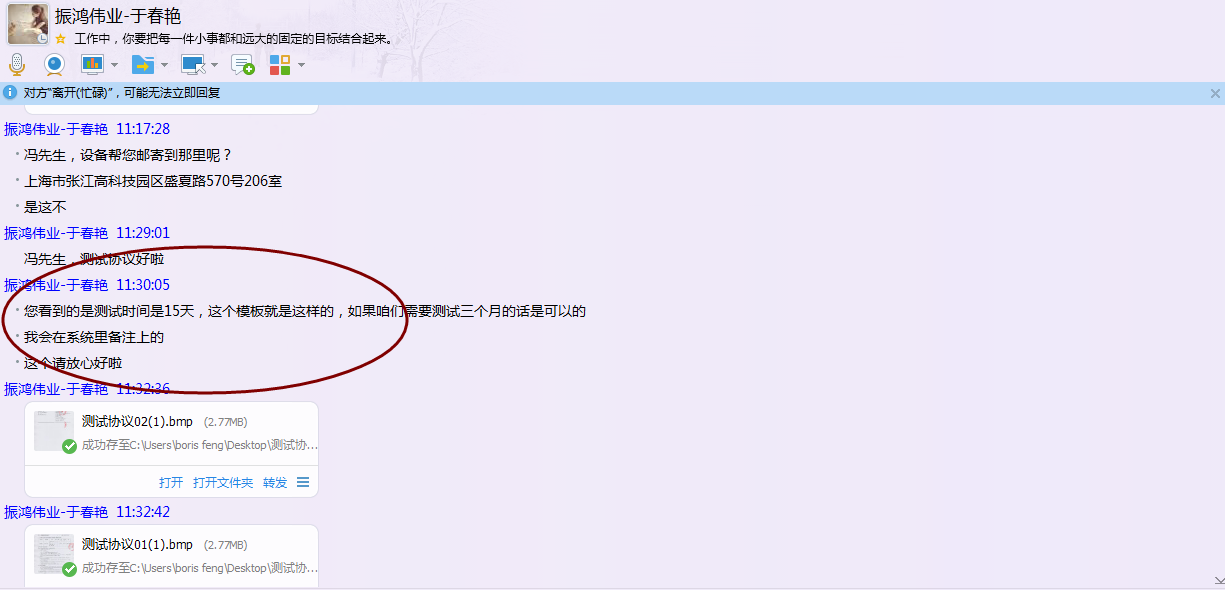 振鸿伟业-于春艳
工作中，你要把每一件小事都和远大的固定的目标结合起来。
对方“离开(忙碌)”，可能无法立即回复
振鸿伟业-于春艳 11:17:28
冯先生，设备帮您邮寄到那里呢？
上海市张江高科技园区盛夏路570号206室
是这不
振鸿伟业-于春艳 11:29:01
冯先生，测试协议好啦
振鸿伟业-于春艳 11:30:05
您看到的是测试时间是15天，这个模板就是这样的，如果咱们需要测试三个月的话是可以的
我会在系统里备注上的
这个请放心好啦
振鸿伟业-于春艳 11:32:36
测试协议02(1).bmp (2.77MB)
成功存至C:\Users\boris feng\Desktop\测试协...
打开 打开文件夹 转发
振鸿伟业-于春艳 11:32:42
测试协议01(1).bmp (2.77MB)
成功存至C:\Users\boris feng\Desktop\测试协...